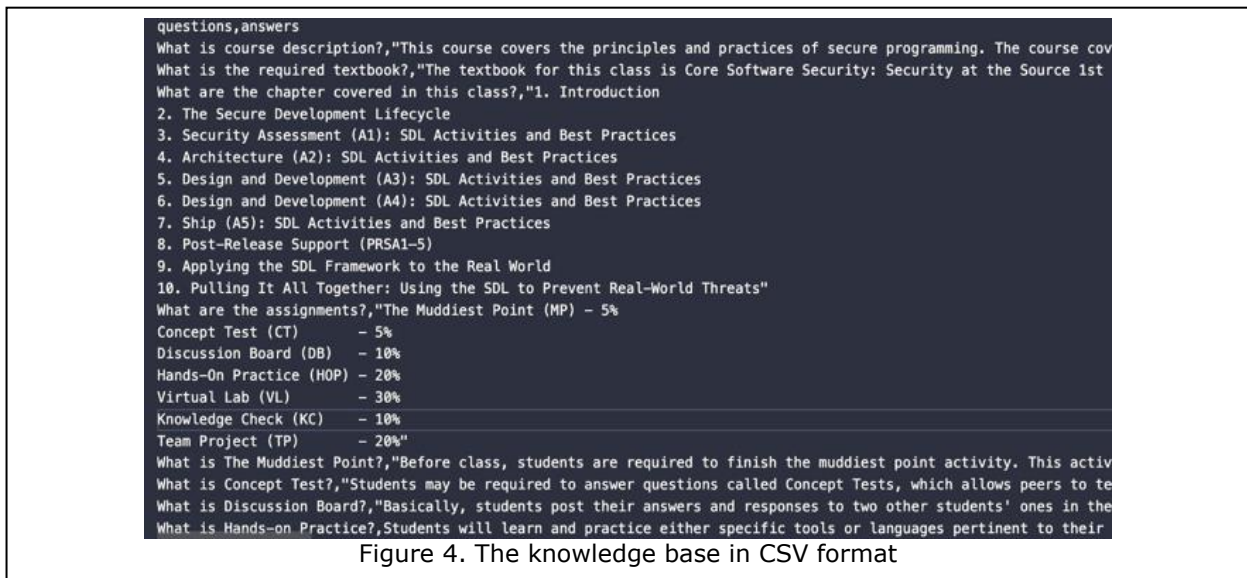 questions,answers
What is course description?,"This course covers the principles and practices of secure programming. The course cov
What is the required textbook?,"The textbook for this class is Core Software Security: Security at the Source 1st
What are the chapter covered in this class?,"1. Introduction
2. The Secure Development Lifecycle
3. Security Assessment (A1): SDL Activities and Best Practices
4. Architecture (A2): SDL Activities and Best Practices
5. Design and Development (A3): SDL Activities and Best Practices
6. Design and Development (A4): SDL Activities and Best Practices
7. Ship (A5): SDL Activities and Best Practices
8. Post-Release Support (PRSA1–5)
9. Applying the SDL Framework to the Real World
10. Pulling It All Together: Using the SDL to Prevent Real-World Threats"
What are the assignments?,"The Muddiest Point (MP) – 5%
Concept Test (CT) – 5%
Discussion Board (DB) – 10%
Hands-On Practice (HOP) – 20%
Virtual Lab (VL) – 30%
Knowledge Check (KC) – 10%
Team Project (TP) – 20%"
What is The Muddiest Point?,"Before class, students are required to finish the muddiest point activity. This activ
What is Concept Test?,"Students may be required to answer questions called Concept Tests, which allows peers to te
What is Discussion Board?,"Basically, students post their answers and responses to two other students' ones in the
What is Hands-on Practice?,Students will learn and practice either specific tools or languages pertinent to their
Figure 4. The knowledge base in CSV format